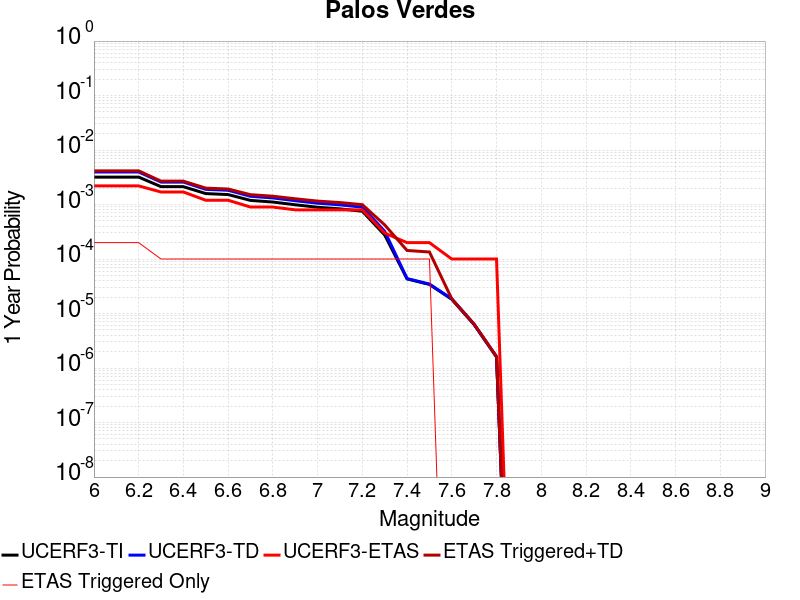 Palos Verdes
1 Year Probability
10^0
10^-1
10^-2
10^-3
10^-4
10^-5
10^-6
10^-7
10^-8
6 6.2 6.4 6.6 6.8 7 7.2 7.4 7.6 7.8 8 8.2 8.4 8.6 8.8 9
Magnitude
UCERF3-TI UCERF3-TD UCERF3-ETAS ETAS Triggered+TD
ETAS Triggered Only